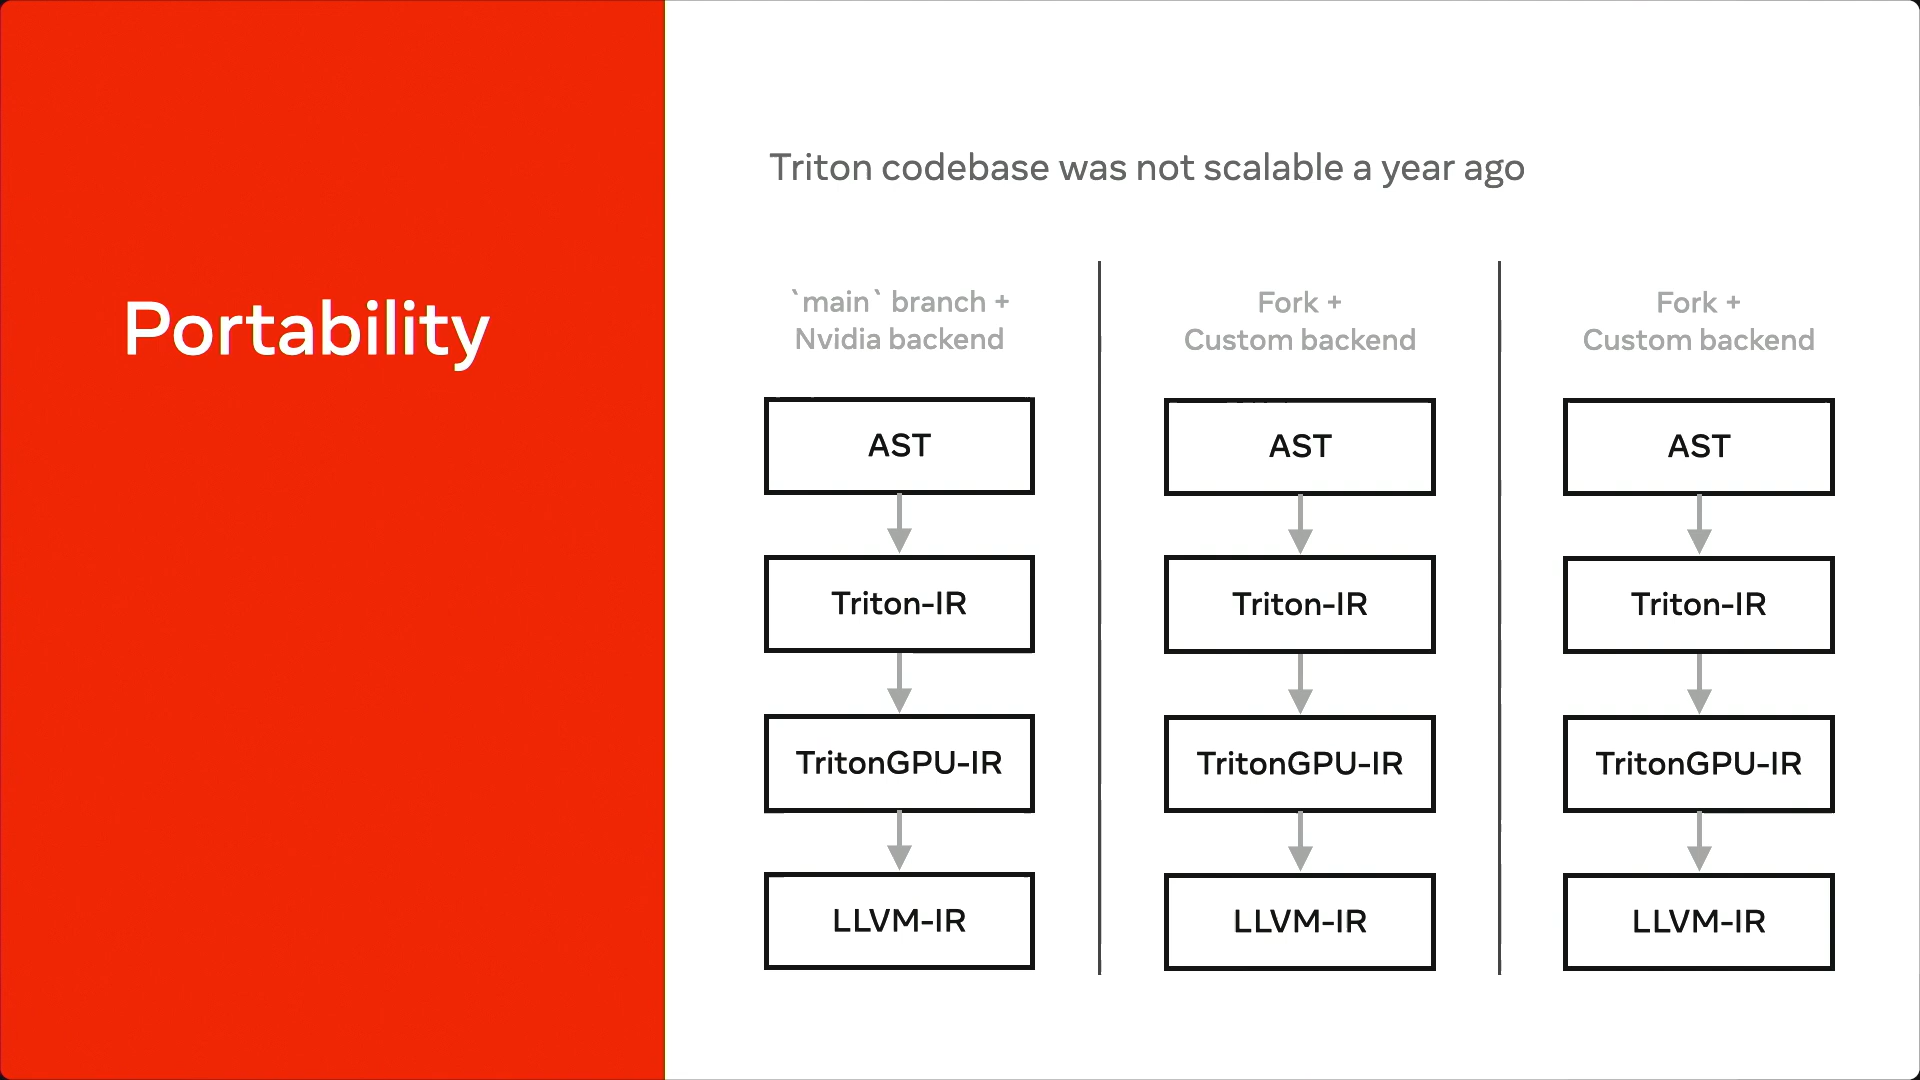 Portability
Triton codebase was not scalable a year ago
`main` branch +
Nvidia backend
AST
Triton-IR
TritonGPU-IR
LLVM-IR
Fork +
Custom backend
AST
Triton-IR
TritonGPU-IR
LLVM-IR
Fork +
Custom backend
AST
Triton-IR
TritonGPU-IR
LLVM-IR